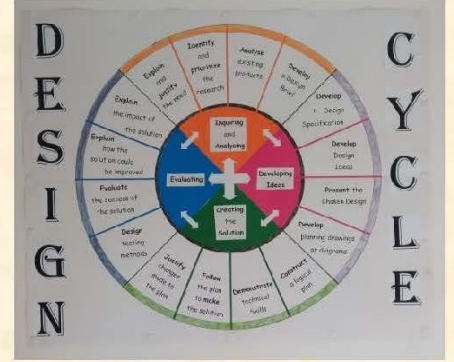 DESIGN
CYCLE
Inquiring
and
Analysing
Developing
Ideas
Creating
the
Solution
Evaluating
Explain
and
justify
the need
Identify
and
prioritise
the
research
Analyse
existing
products
Develop
a Design
Brief
Develop
a Design
Specification
Develop
Design
Ideas
Present the
chosen Design
Develop
planning drawings
or diagrams
Construct
a logical
plan
Demonstrate
technical
skills
Follow
the plan
to make
the solution
Justify
changes
made to
the plan
Design
testing
methods
Evaluate
the success of
the solution
Explain
how the
solution could
be improved
Explain
the impact of
the solution